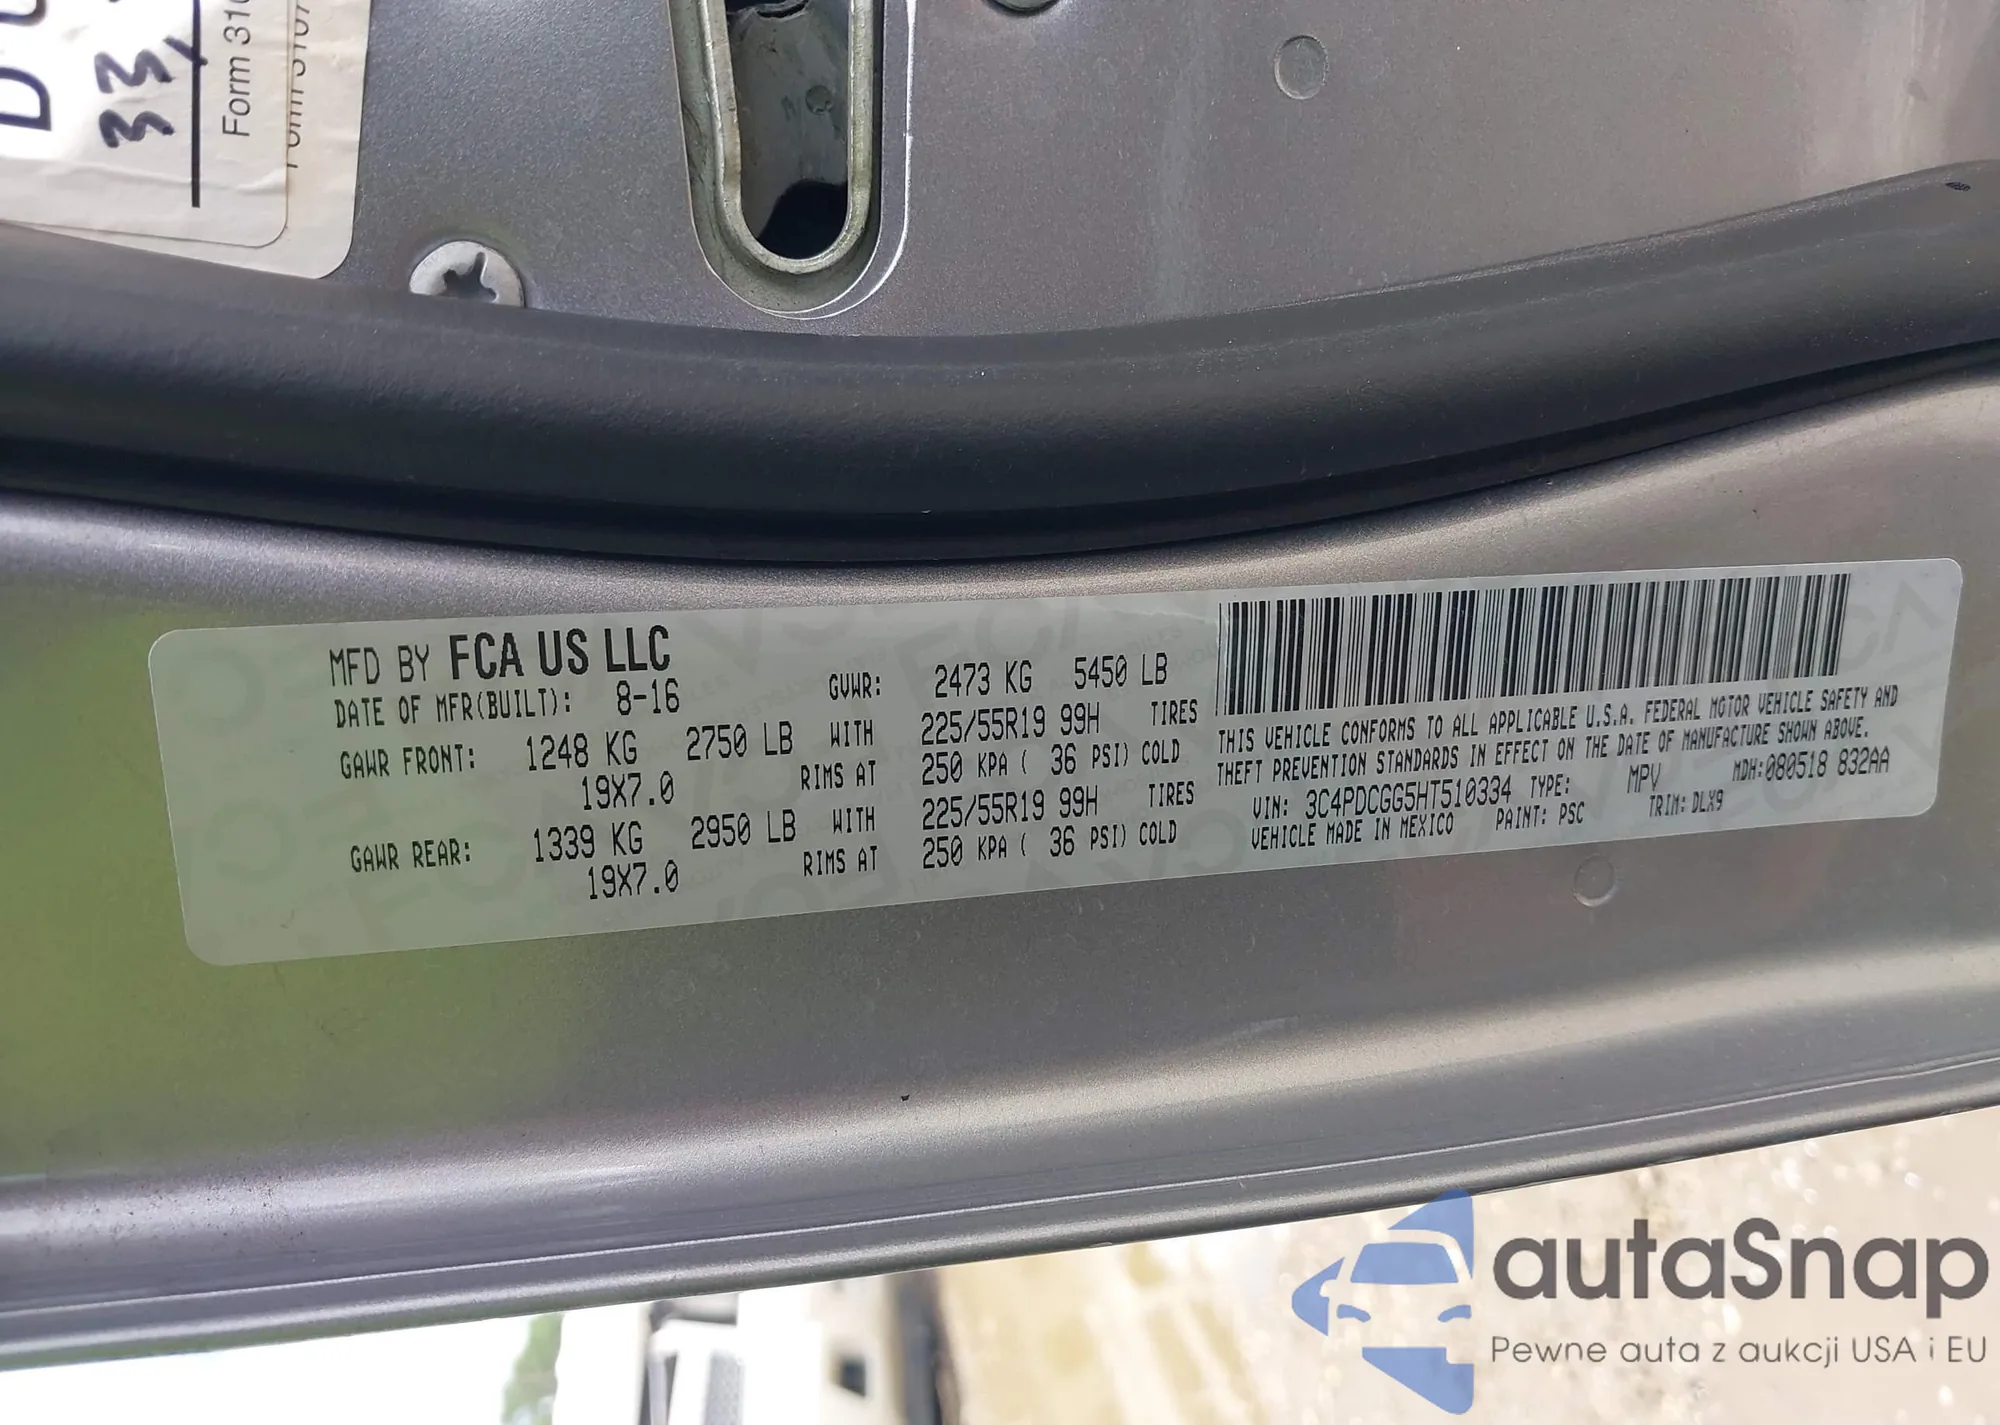 33,
Form 310
MFD BY FCA US LLC
DATE OF MFR(BUILT): 8-16 GVWR: 2473 KG 5450 LB
GAWR FRONT: 1248 KG 2750 LB WITH 225/55R19 99H TIRES
19X7.0 RIMS AT 250 KPA ( 36 PSI) COLD
GAWR REAR: 1339 KG 2950 LB WITH 225/55R19 99H TIRES
19X7.0 RIMS AT 250 KPA ( 36 PSI) COLD
THIS VEHICLE CONFORMS TO ALL APPLICABLE U.S.A. FEDERAL MOTOR VEHICLE SAFETY AND
THEFT PREVENTION STANDARDS IN EFFECT ON THE DATE OF MANUFACTURE SHOWN ABOVE.
VIN: 3C4PDCGG5HT510334 TYPE: MPV MDH:080518 832AA
VEHICLE MADE IN MEXICO PAINT: PSC TRIM: DLX9
autaSnap
Pewne auta z aukcji USA i EU